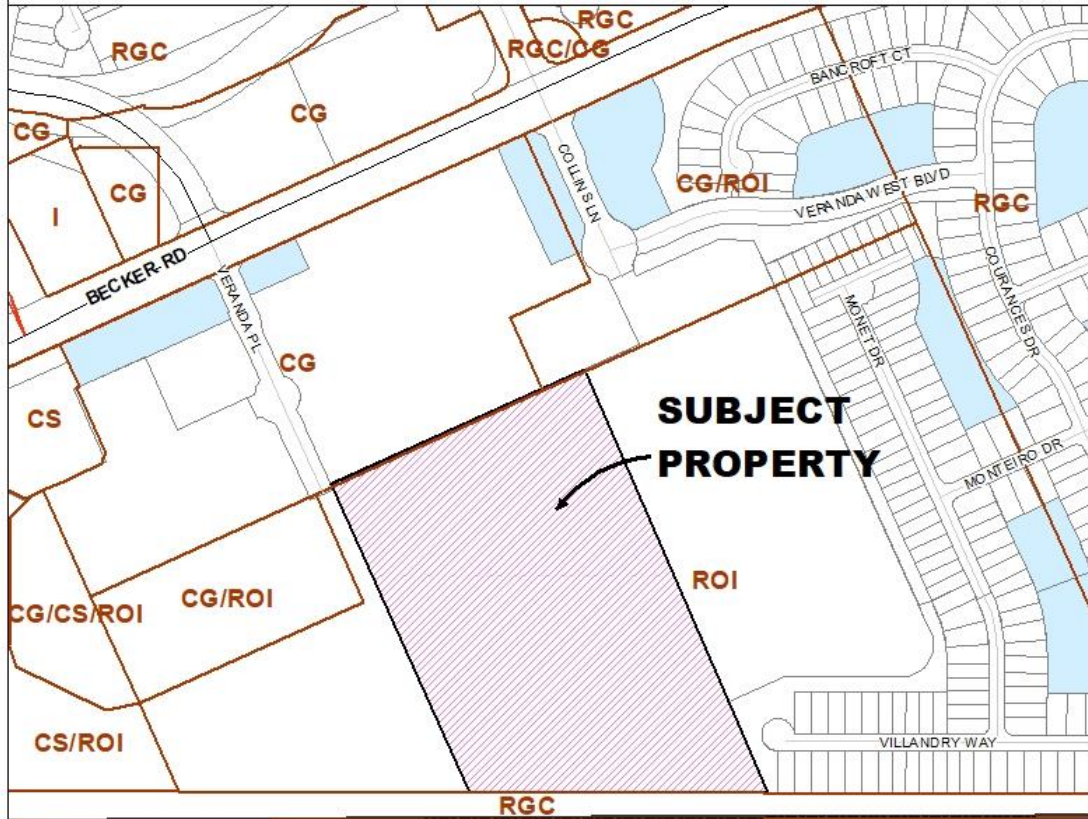 RGC
RGC
RGC/CG
BANCROFT CT
CG
CG
CG
I
COLLINS LN
CG/ROI
VERANDA WEST BLVD
RGC
BECKER RD
VERANDA PL
COURANCES DR
MONET DR
CG
CS
SUBJECT
PROPERTY
MONTEIRO DR
ROI
CG/ROI
CG/CS/ROI
CS/ROI
VILLANDRY WAY
RGC